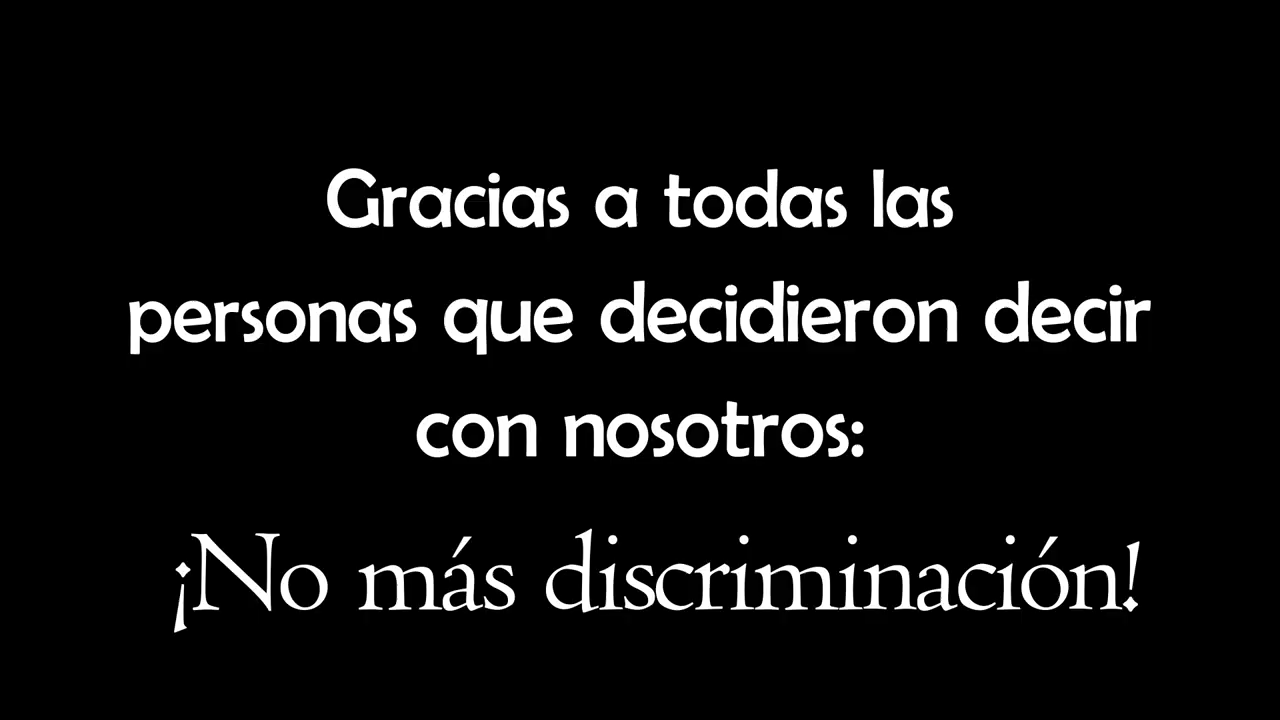 Gracias a todas las
personas que decidieron decir
con nosotros:
¡No más discriminación!